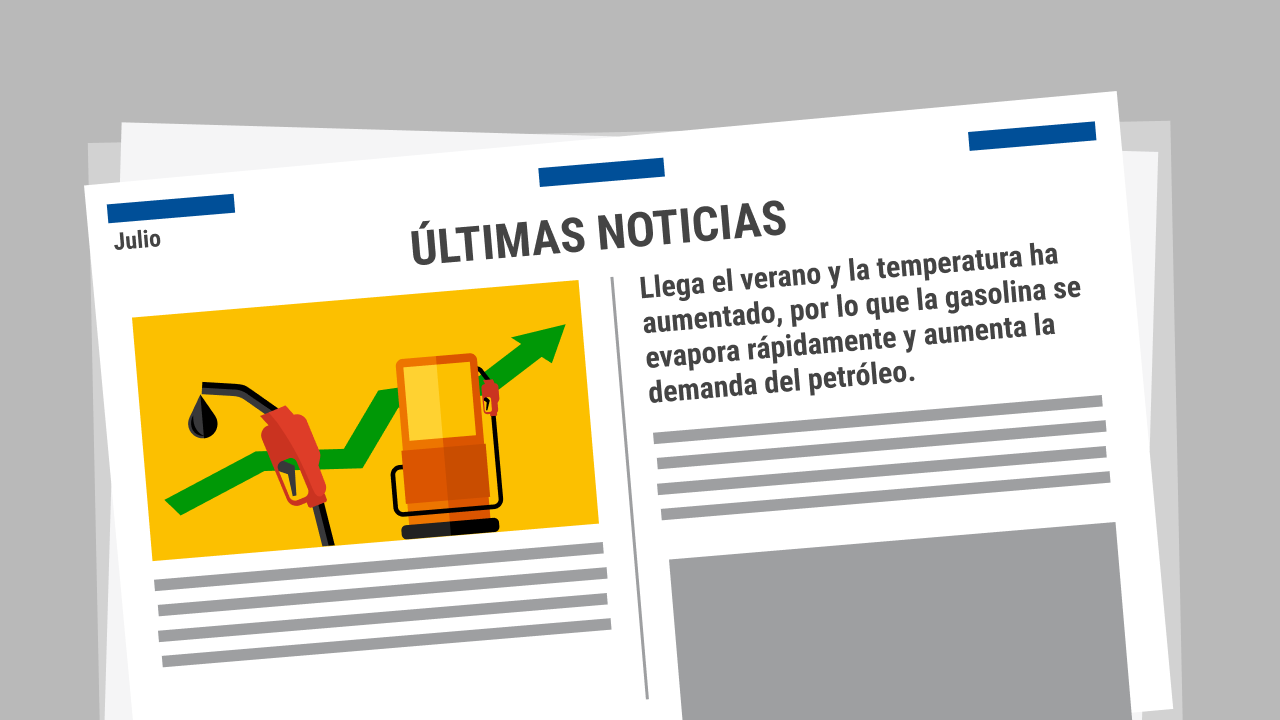 Julio
ÚLTIMAS NOTICIAS
Llega el verano y la temperatura ha
aumentado, por lo que la gasolina se
evapora rápidamente y aumenta la
demanda del petróleo.